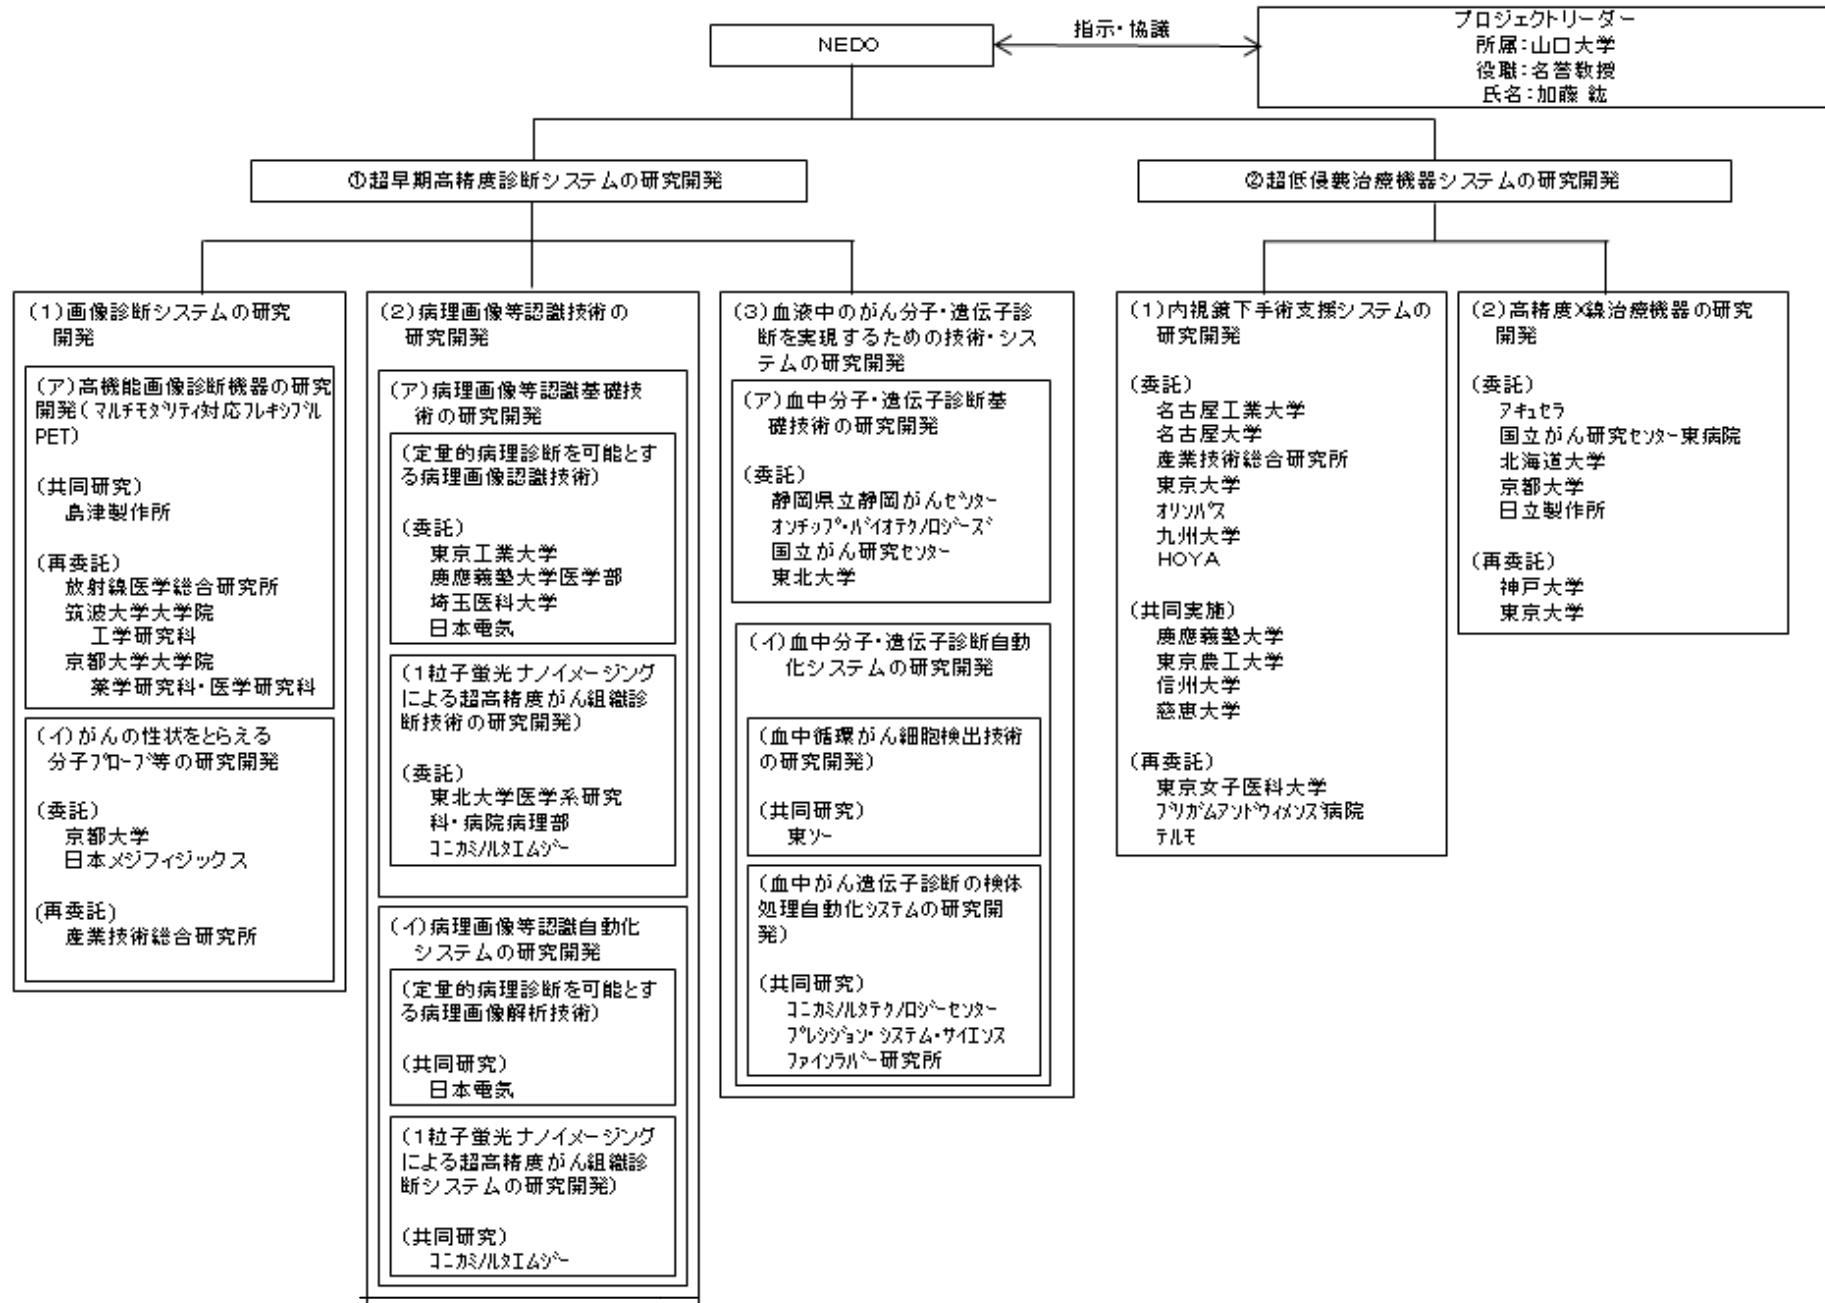 NEDO
指示・協議
プロジェクトリーダー
所属：山口大学
役職：名誉教授
氏名：加藤 紘
①超早期高精度診断システムの研究開発
②超低侵襲治療機器システムの研究開発
(1)画像診断システムの研究
開発
(ア)高機能画像診断機器の研究
開発(ﾏﾙﾁﾓﾀﾞﾘﾃｨ対応ﾌﾚｷｼﾌﾞﾙ
PET)
(共同研究)
島津製作所
(再委託)
放射線医学総合研究所
筑波大学大学院
工学研究科
京都大学大学院
薬学研究科・医学研究科
(イ)がんの性状をとらえる
分子ﾌﾟﾛｰﾌﾞ等の研究開発
(委託)
京都大学
日本メジフィジックス
(再委託)
産業技術総合研究所
(2)病理画像等認識技術の
研究開発
(ア)病理画像等認識基礎技
術の研究開発
(定量的病理診断を可能とす
る病理画像認識技術)
(委託)
東京工業大学
慶應義塾大学医学部
埼玉医科大学
日本電気
(1粒子蛍光ナノイメージング
による超高精度がん組織診
断技術の研究開発)
(委託)
東北大学医学系研究
科・病院病理部
ｺﾆｶﾐﾉﾙﾀｴﾑｼﾞｰ
(イ)病理画像等認識自動化
システムの研究開発
(定量的病理診断を可能とす
る病理画像解析技術)
(共同研究)
日本電気
(1粒子蛍光ナノイメージング
による超高精度がん組織診
断システムの研究開発)
(共同研究)
ｺﾆｶﾐﾉﾙﾀｴﾑｼﾞｰ
(3)血液中のがん分子・遺伝子診
断を実現するための技術・シス
テムの研究開発
(ア)血中分子・遺伝子診断基
礎技術の研究開発
(委託)
静岡県立静岡がんｾﾝﾀｰ
ｵﾝﾁｯﾌﾟ・ﾊﾞｲｵﾃｸﾉﾛｼﾞｰｽﾞ
国立がん研究ｾﾝﾀｰ
東北大学
(イ)血中分子・遺伝子診断自動
化システムの研究開発
(血中循環がん細胞検出技術
の研究開発)
(共同研究)
東ソー
(血中がん遺伝子診断の検体
処理自動化ｼｽﾃﾑの研究開
発)
(共同研究)
ｺﾆｶﾐﾉﾙﾀﾃｸﾉﾛｼﾞｰｾﾝﾀｰ
ﾌﾟﾚｼｼﾞｮﾝ・ｼｽﾃﾑ・ｻｲｴﾝｽ
ﾌｧｲﾝﾗﾊﾞｰ研究所
(1)内視鏡下手術支援システムの
研究開発
(委託)
名古屋工業大学
名古屋大学
産業技術総合研究所
東京大学
ｵﾘﾝﾊﾟｽ
九州大学
HOYA
(共同実施)
慶應義塾大学
東京農工大学
信州大学
慈恵大学
(再委託)
東京女子医科大学
ﾌﾞﾘｶﾞﾑｱﾝﾄﾞｳｨﾒﾝｽﾞ病院
ﾃﾙﾓ
(2)高精度X線治療機器の研究
開発
(委託)
ｱｷｭｾﾗ
国立がん研究ｾﾝﾀｰ東病院
北海道大学
京都大学
日立製作所
(再委託)
神戸大学
東京大学